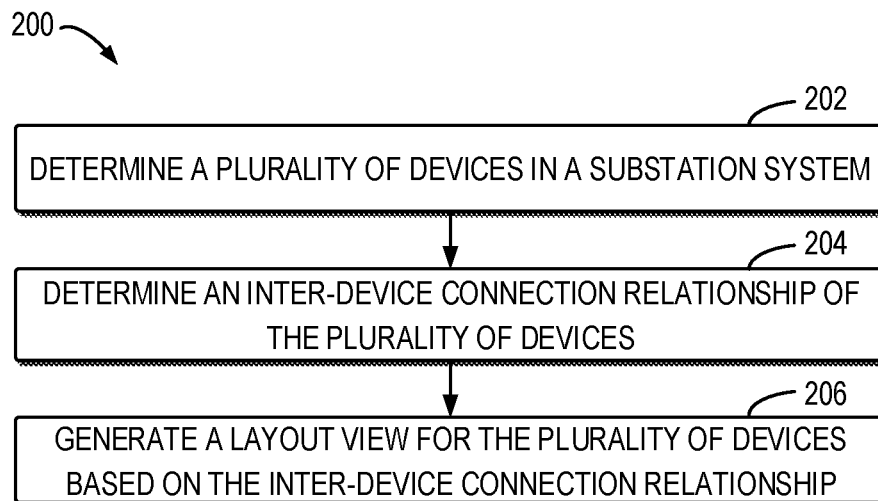 200
202
DETERMINE A PLURALITY OF DEVICES IN A SUBSTATION SYSTEM
204
DETERMINE AN INTER-DEVICE CONNECTION RELATIONSHIP OF
THE PLURALITY OF DEVICES
206
GENERATE A LAYOUT VIEW FOR THE PLURALITY OF DEVICES
BASED ON THE INTER-DEVICE CONNECTION RELATIONSHIP